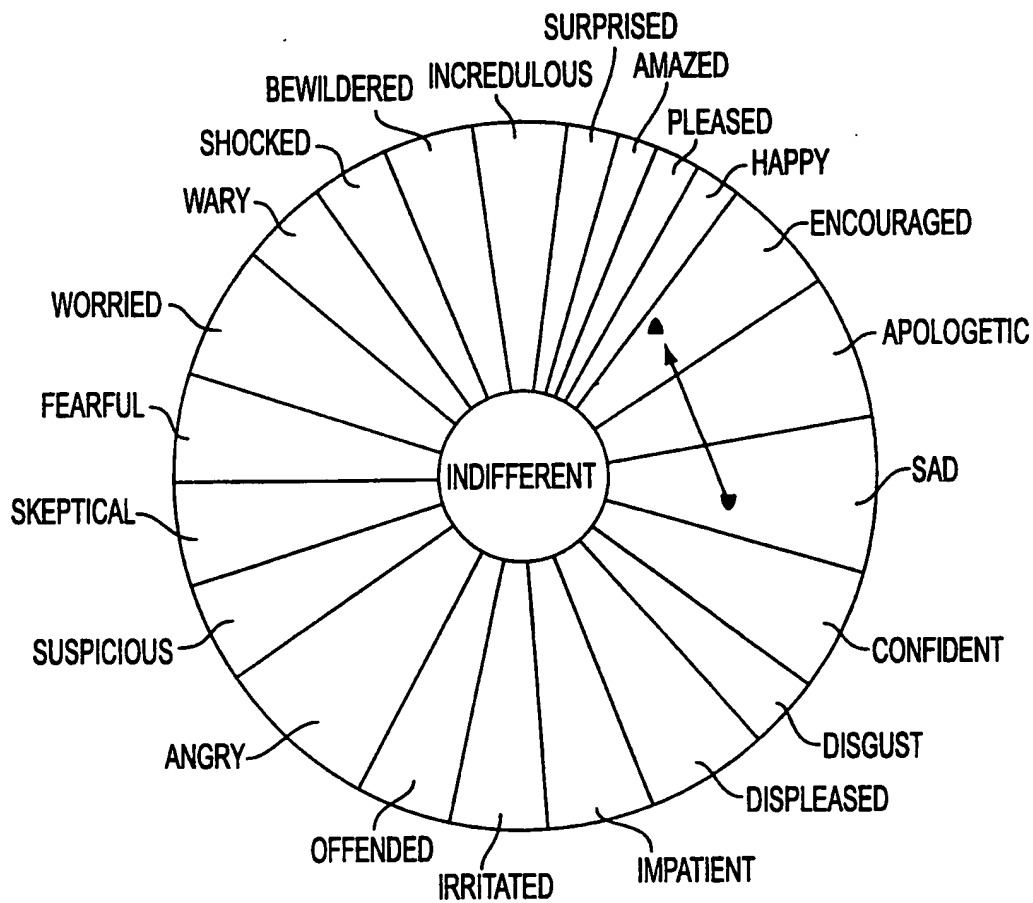 SURPRISED
AMAZED
INCREDULOUS
BEWILDERED
PLEASED
SHOCKED
HAPPY
WARY
ENCOURAGED
WORRIED
APOLOGETIC
FEARFUL
SAD
INDIFFERENT
SKEPTICAL
SUSPICIOUS
CONFIDENT
DISGUST
ANGRY
DISPLEASED
OFFENDED
IMPATIENT
IRRITATED